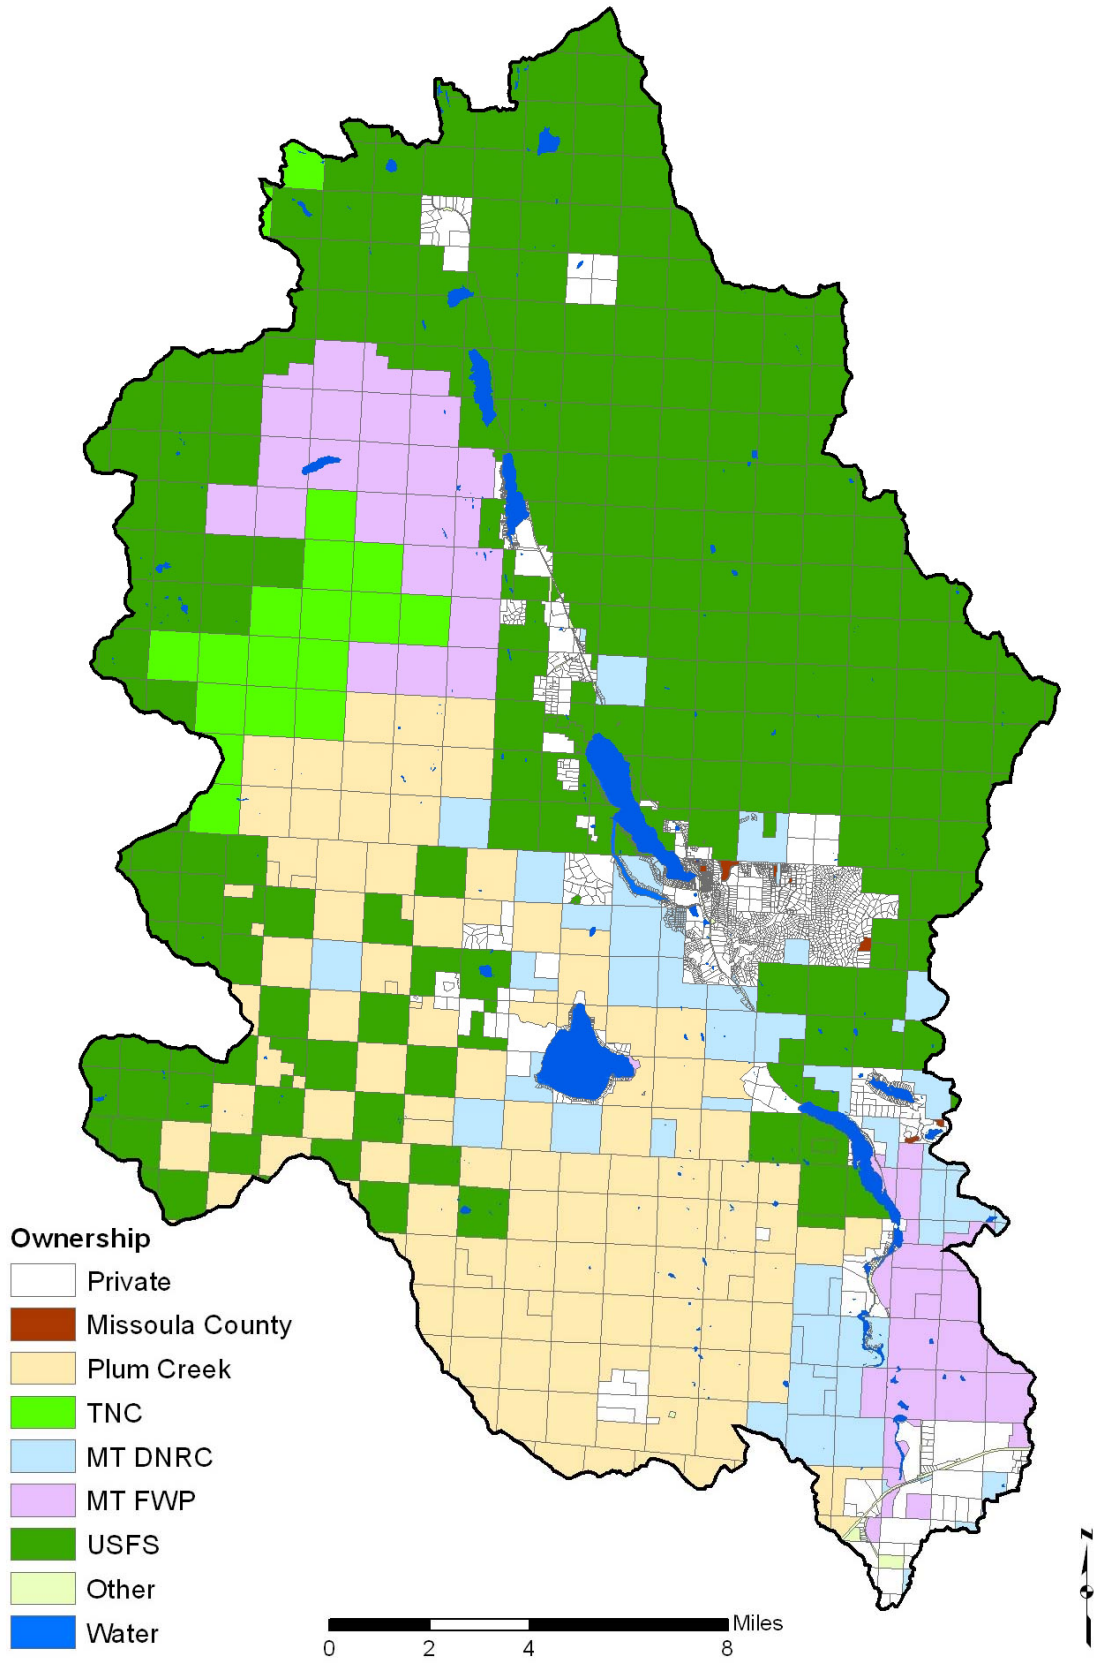 Ownership
Private
Missoula County
Plum Creek
TNC
MT DNRC
MT FWP
USFS
Other
Water
Miles
0 2 4 8
N